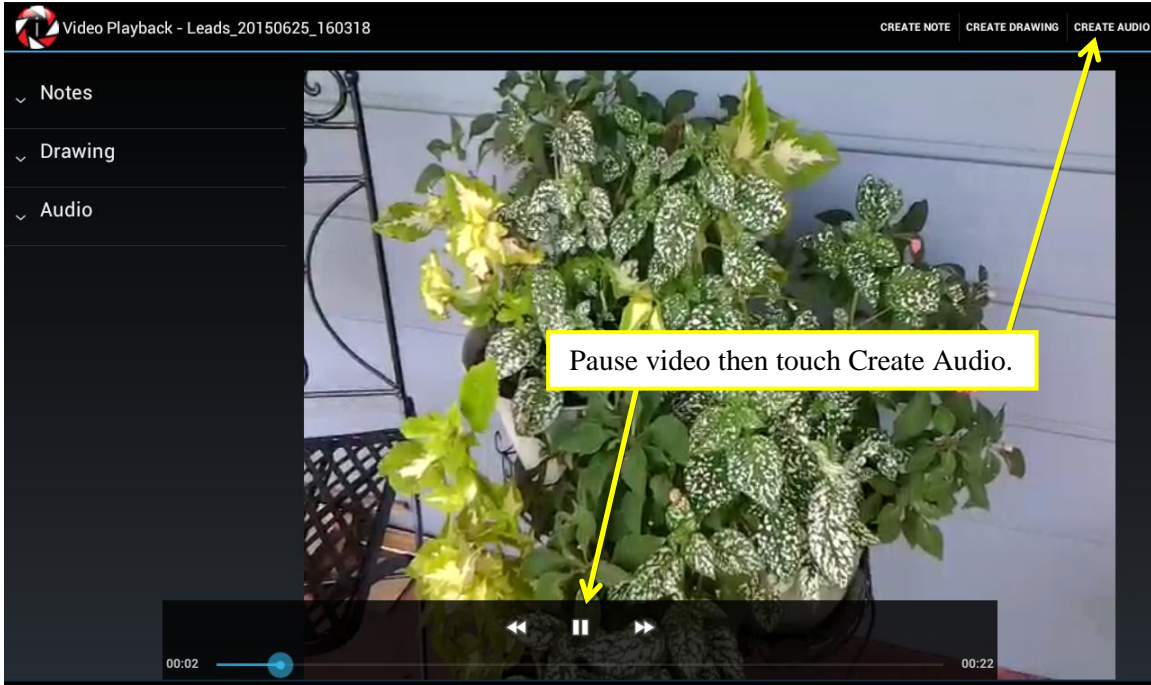 Video Playback - Leads_20150625_160318
CREATE NOTE CREATE DRAWING CREATE AUDIO
Notes
Drawing
Audio
Pause video then touch Create Audio.
00:02 00:22